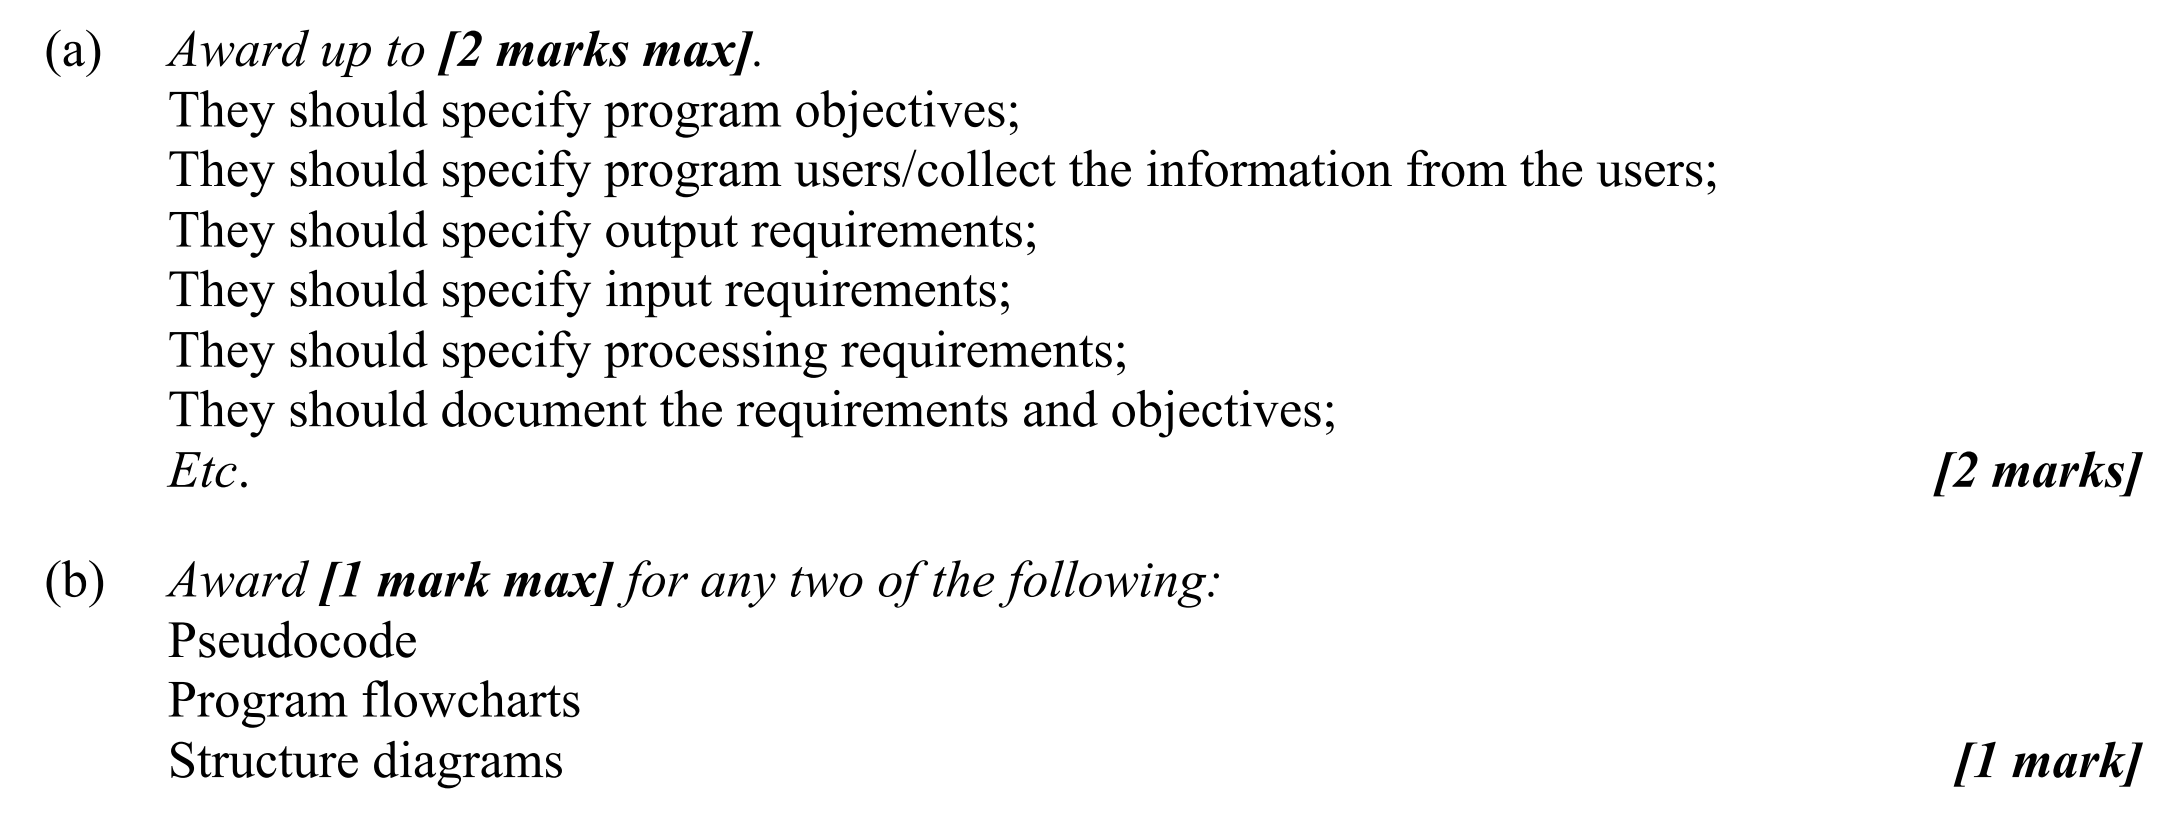 (a) Award up to [2 marks max].
They should specify program objectives;
They should specify program users/collect the information from the users;
They should specify output requirements;
They should specify input requirements;
They should specify processing requirements;
They should document the requirements and objectives;
Etc. [2 marks]
(b) Award [1 mark max] for any two of the following:
Pseudocode
Program flowcharts
Structure diagrams [1 mark]